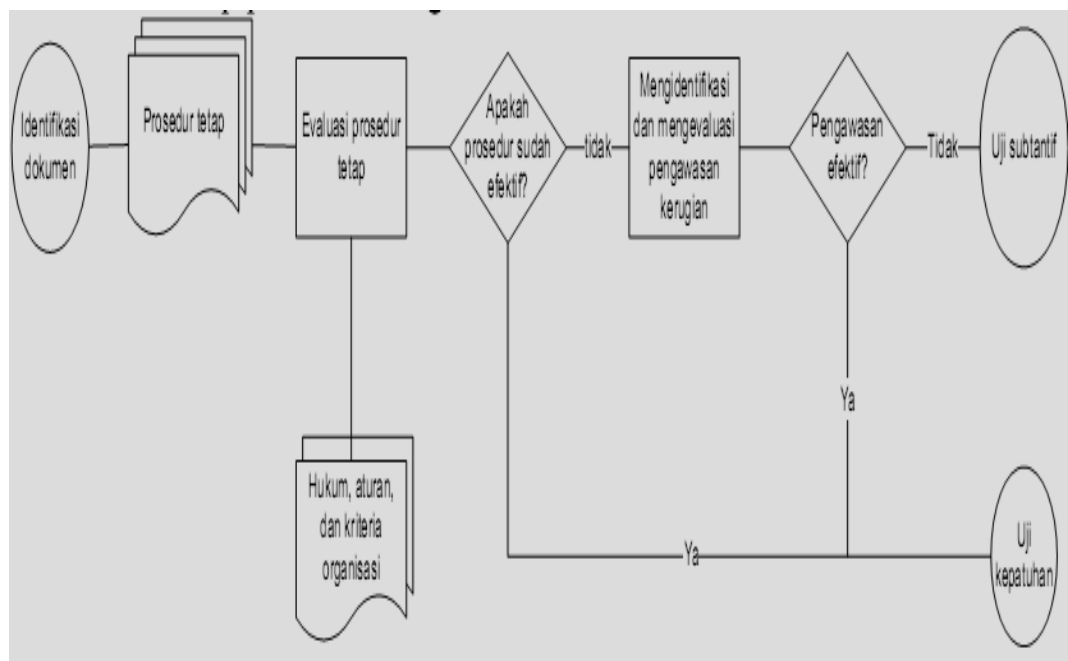 Identifikasi
dokumen
Prosedur tetap
Evaluasi prosedur
tetap
Apakah
prosedur sudah
efektif?
tidak
Mengidentifikasi
dan mengevaluasi
pengawasan
kerugian
Pengawasan
efektif?
Tidak
Uji subtantif
Ya
Hukum, aturan,
dan kriteria
organisasi
Ya
Uji
kepatuhan